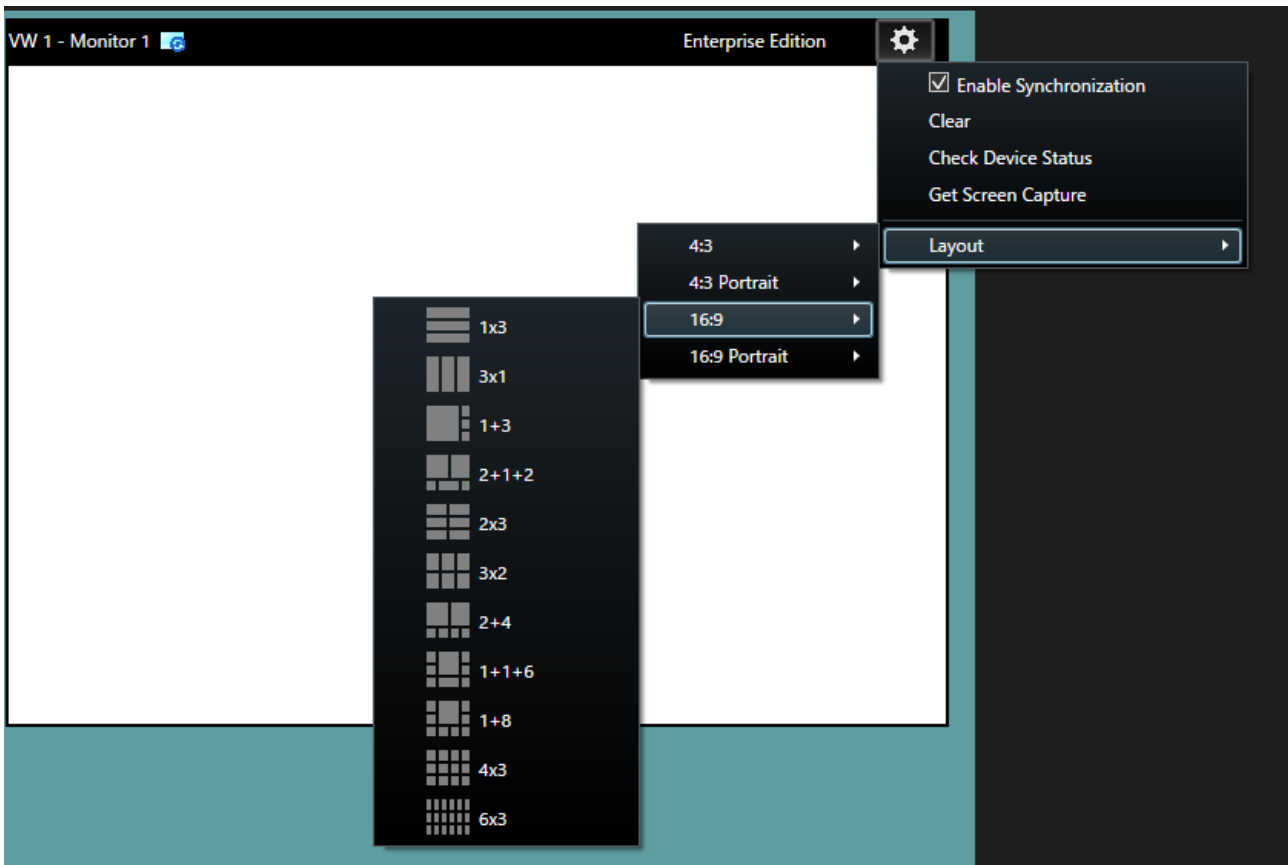 VW 1 - Monitor 1
Enterprise Edition
Enable Synchronization
Clear
Check Device Status
Get Screen Capture
Layout
4:3
4:3 Portrait
16:9
16:9 Portrait
1x3
3x1
1+3
2+1+2
2x3
3x2
2+4
1+1+6
1+8
4x3
6x3